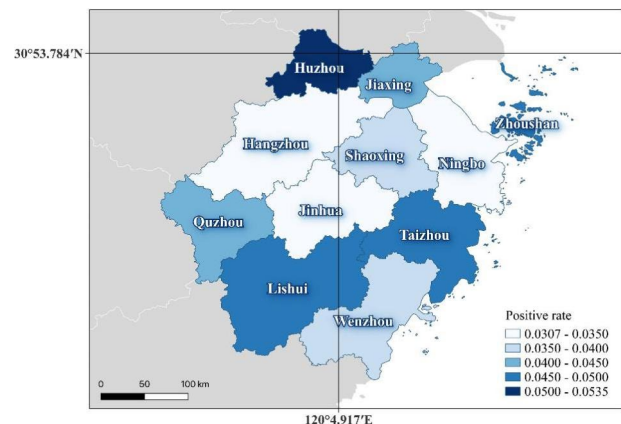 30°53.784′N
Huzhou
Jiaxing
Zhoushan
Hangzhou
Shaoxing
Ningbo
Jinhua
Quzhou
Taizhou
Lishui
Wenzhou
Positive rate
0.0307 - 0.0350
0.0350 - 0.0400
0.0400 - 0.0450
0.0450 - 0.0500
0.0500 - 0.0535
0 50 100 km
120°4.917′E